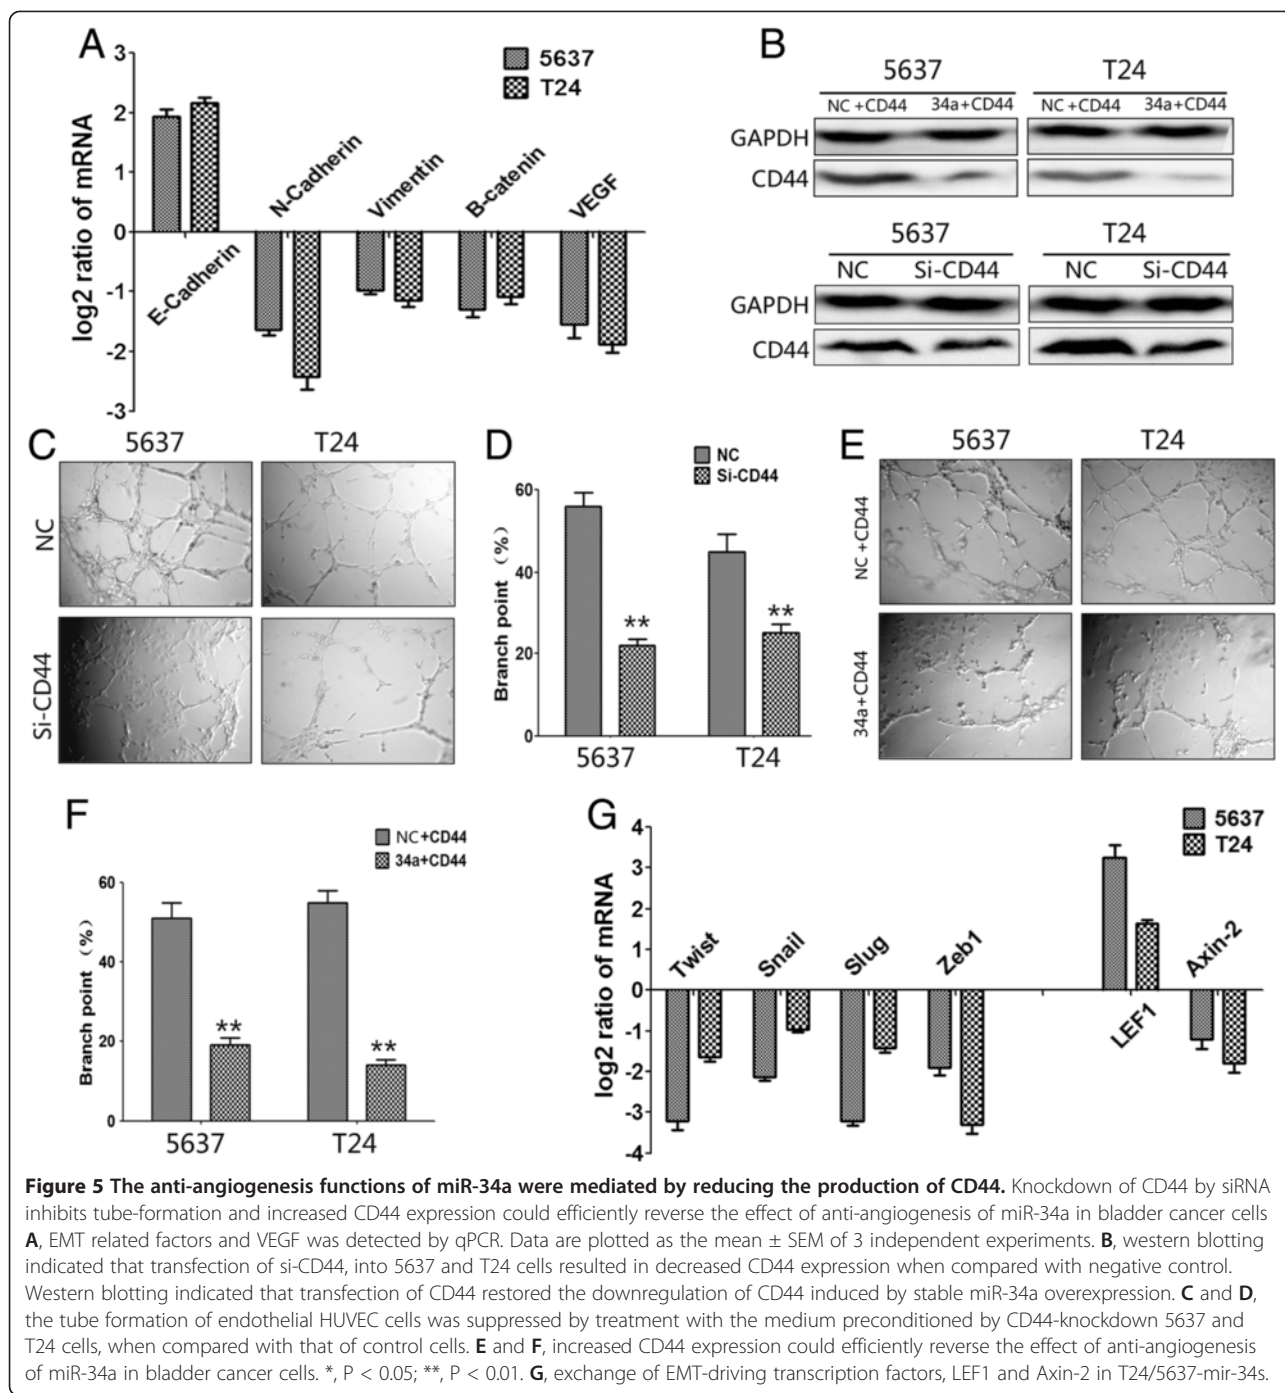 A
3
2
1
0
-1
-2
-3
log2 ratio of mRNA
5637
T24
E-Cadherin
N-Cadherin
Vimentin
B-catenin
VEGF
B
5637
T24
NC +CD44
34a+CD44
NC +CD44
34a+CD44
GAPDH
CD44
5637
T24
NC
Si-CD44
NC
Si-CD44
GAPDH
CD44
C
5637
T24
NC
Si-CD44
D
NC
Si-CD44
60
40
20
0
Branch point (%)
**
**
5637
T24
E
5637
T24
NC +CD44
34a+CD44
F
NC+CD44
34a+CD44
60
40
20
0
Branch point (%)
**
**
5637
T24
G
4
3
2
1
0
-1
-2
-3
-4
log2 ratio of mRNA
5637
T24
Twist
Snail
Slug
Zeb1
LEF1
Axin-2
Figure 5 The anti-angiogenesis functions of miR-34a were mediated by reducing the production of CD44. Knockdown of CD44 by siRNA
inhibits tube-formation and increased CD44 expression could efficiently reverse the effect of anti-angiogenesis of miR-34a in bladder cancer cells
A, EMT related factors and VEGF was detected by qPCR. Data are plotted as the mean ± SEM of 3 independent experiments. B, western blotting
indicated that transfection of si-CD44, into 5637 and T24 cells resulted in decreased CD44 expression when compared with negative control.
Western blotting indicated that transfection of CD44 restored the downregulation of CD44 induced by stable miR-34a overexpression. C and D,
the tube formation of endothelial HUVEC cells was suppressed by treatment with the medium preconditioned by CD44-knockdown 5637 and
T24 cells, when compared with that of control cells. E and F, increased CD44 expression could efficiently reverse the effect of anti-angiogenesis
of miR-34a in bladder cancer cells. *, P < 0.05; **, P < 0.01. G, exchange of EMT-driving transcription factors, LEF1 and Axin-2 in T24/5637-mir-34s.